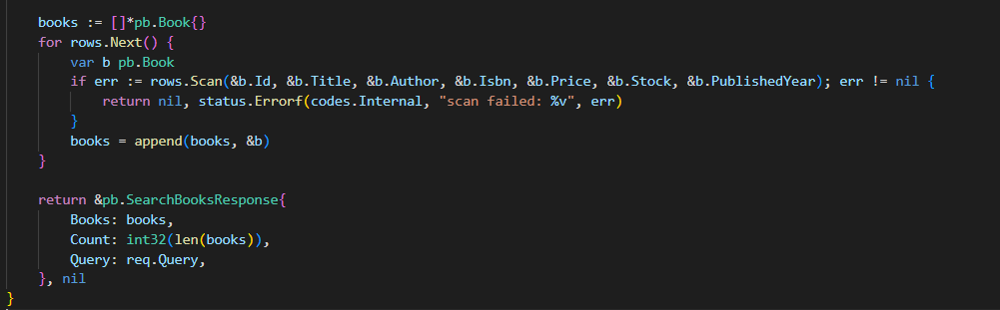 books := []*pb.Book{}
for rows.Next() {
var b pb.Book
if err := rows.Scan(&b.Id, &b.Title, &b.Author, &b.Isbn, &b.Price, &b.Stock, &b.PublishedYear); err != nil {
return nil, status.Errorf(codes.Internal, "scan failed: %v", err)
}
books = append(books, &b)
}
return &pb.SearchBooksResponse{
Books: books,
Count: int32(len(books)),
Query: req.Query,
}, nil
}